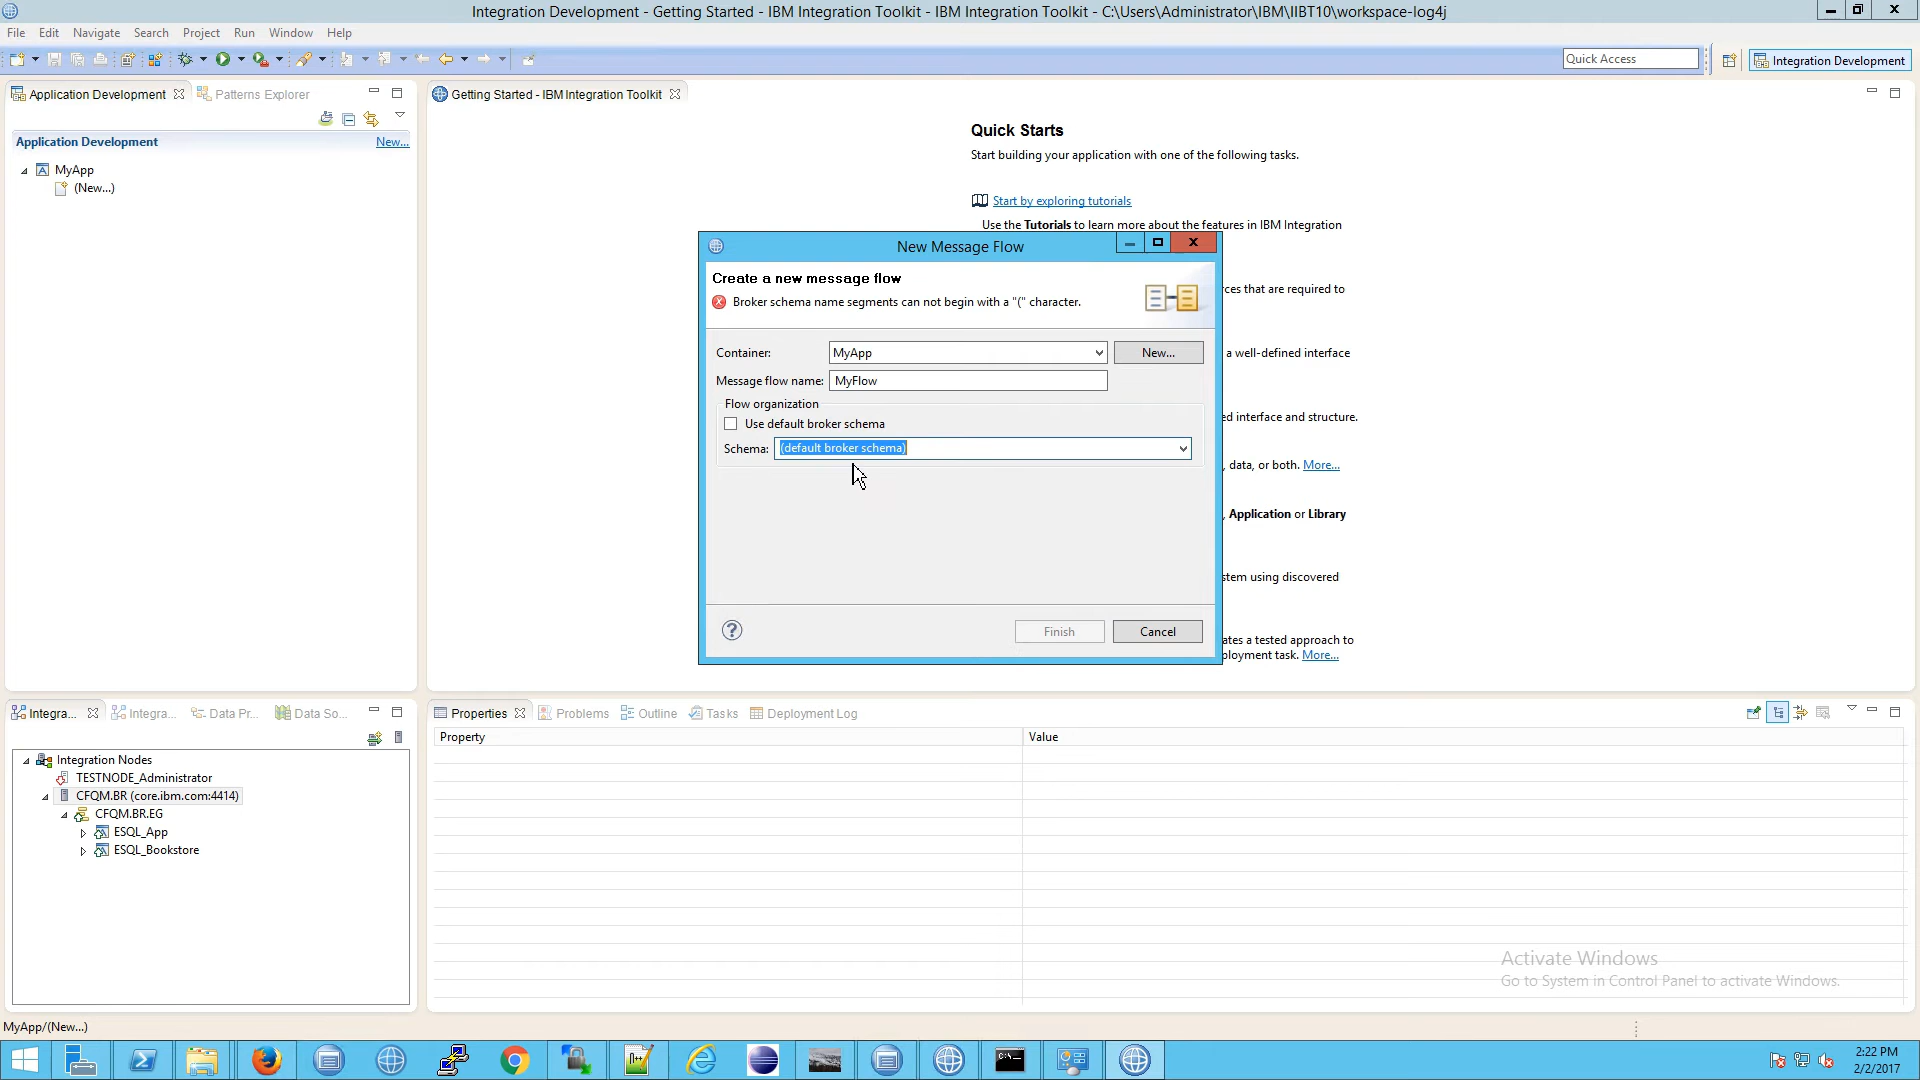 Integration Development - Getting Started - IBM Integration Toolkit - IBM Integration Toolkit - C:\Users\Administrator\IBM\IIBT10\workspace-log4j
File Edit Navigate Search Project Run Window Help
Quick Access
Integration Development
Application Development
Patterns Explorer
Getting Started - IBM Integration Toolkit
Application Development
New...
MyApp
(New...)
Quick Starts
Start building your application with one of the following tasks.
Start by exploring tutorials
Use the Tutorials to learn more about the features in IBM Integration
New Message Flow
Create a new message flow
Broker schema name segments can not begin with a "(" character.
rces that are required to
Container:
MyApp
New...
a well-defined interface
Message flow name:
MyFlow
Flow organization
Use default broker schema
d interface and structure.
Schema:
(default broker schema)
, data, or both. More...
, Application or Library
stem using discovered
Finish
Cancel
ates a tested approach to
ployment task. More...
Integra...
Integra...
Data Pr...
Data So...
Properties
Problems
Outline
Tasks
Deployment Log
Property
Value
Integration Nodes
TESTNODE_Administrator
CFQM.BR (core.ibm.com:4414)
CFQM.BR.EG
ESQL_App
ESQL_Bookstore
Activate Windows
Go to System in Control Panel to activate Windows.
MyApp/(New...)
2:22 PM
2/2/2017